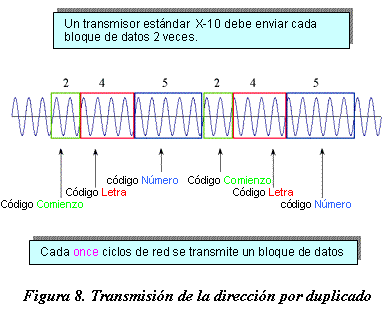 Un transmisor estándar X-10 debe enviar cada
bloque de datos 2 veces.
2 4 5 2 4 5
código Número código Comienzo
Código Letra Código Letra
Código Comienzo código Número
Cada once ciclos de red se transmite un bloque de datos
Figura 8. Transmisión de la dirección por duplicado